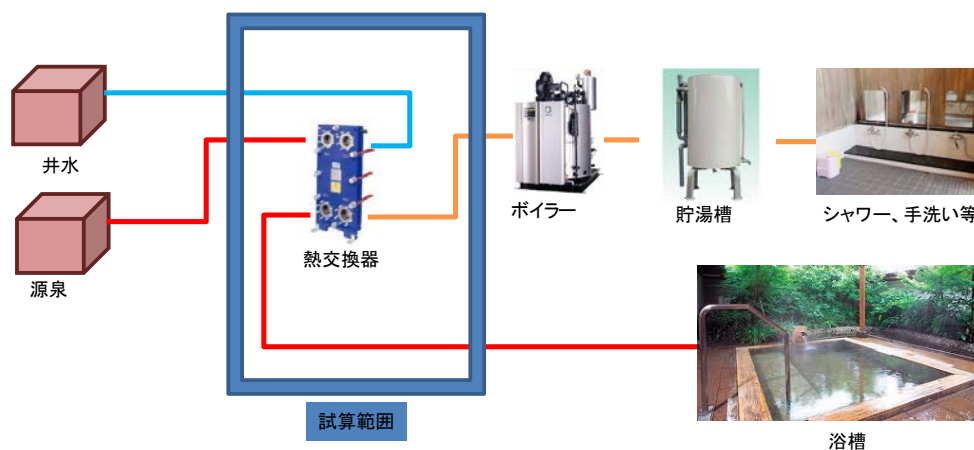 井水
源泉
熱交換器
ボイラー
貯湯槽
シャワー、手洗い等
試算範囲
浴槽